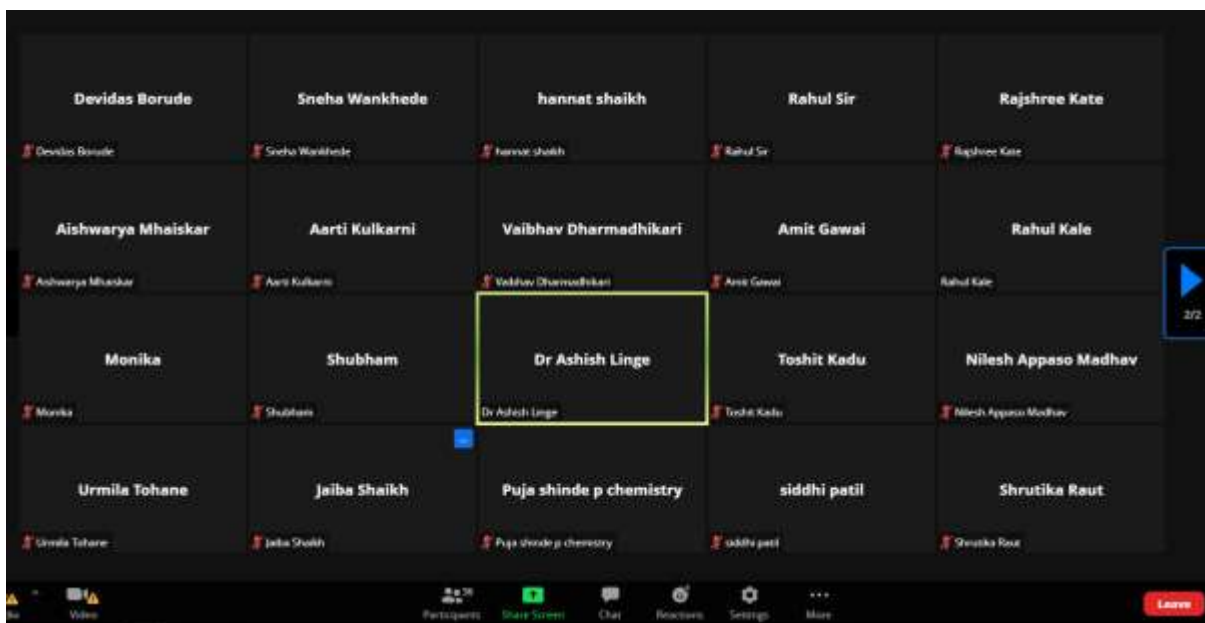 Devidas Borude Sneha Wankhede hannat shaikh Rahul Sir Rajshree Kate
Devidas Borude Sneha Wankhede hannat shaikh Rahul Sir Rajshree Kate
Aishwarya Mhaiskar Aarti Kulkarni Vaibhav Dharmadhikari Amit Gawai Rahul Kale
Aishwarya Mhaiskar Aarti Kulkarni Vaibhav Dharmadhikari Amit Gawai Rahul Kale
2/2
Monika Shubham Dr Ashish Linge Toshit Kadu Nilesh Appaso Madhav
Monika Shubham Dr Ashish Linge Toshit Kadu Nilesh Appaso Madhav
Urmila Tohane Jaiba Shaikh Puja shinde p chemistry siddhi patil Shrutika Raut
Urmila Tohane Jaiba Shaikh Puja shinde p chemistry siddhi patil Shrutika Raut
Video Participants Share Screen Chat Reactions Settings More Leave